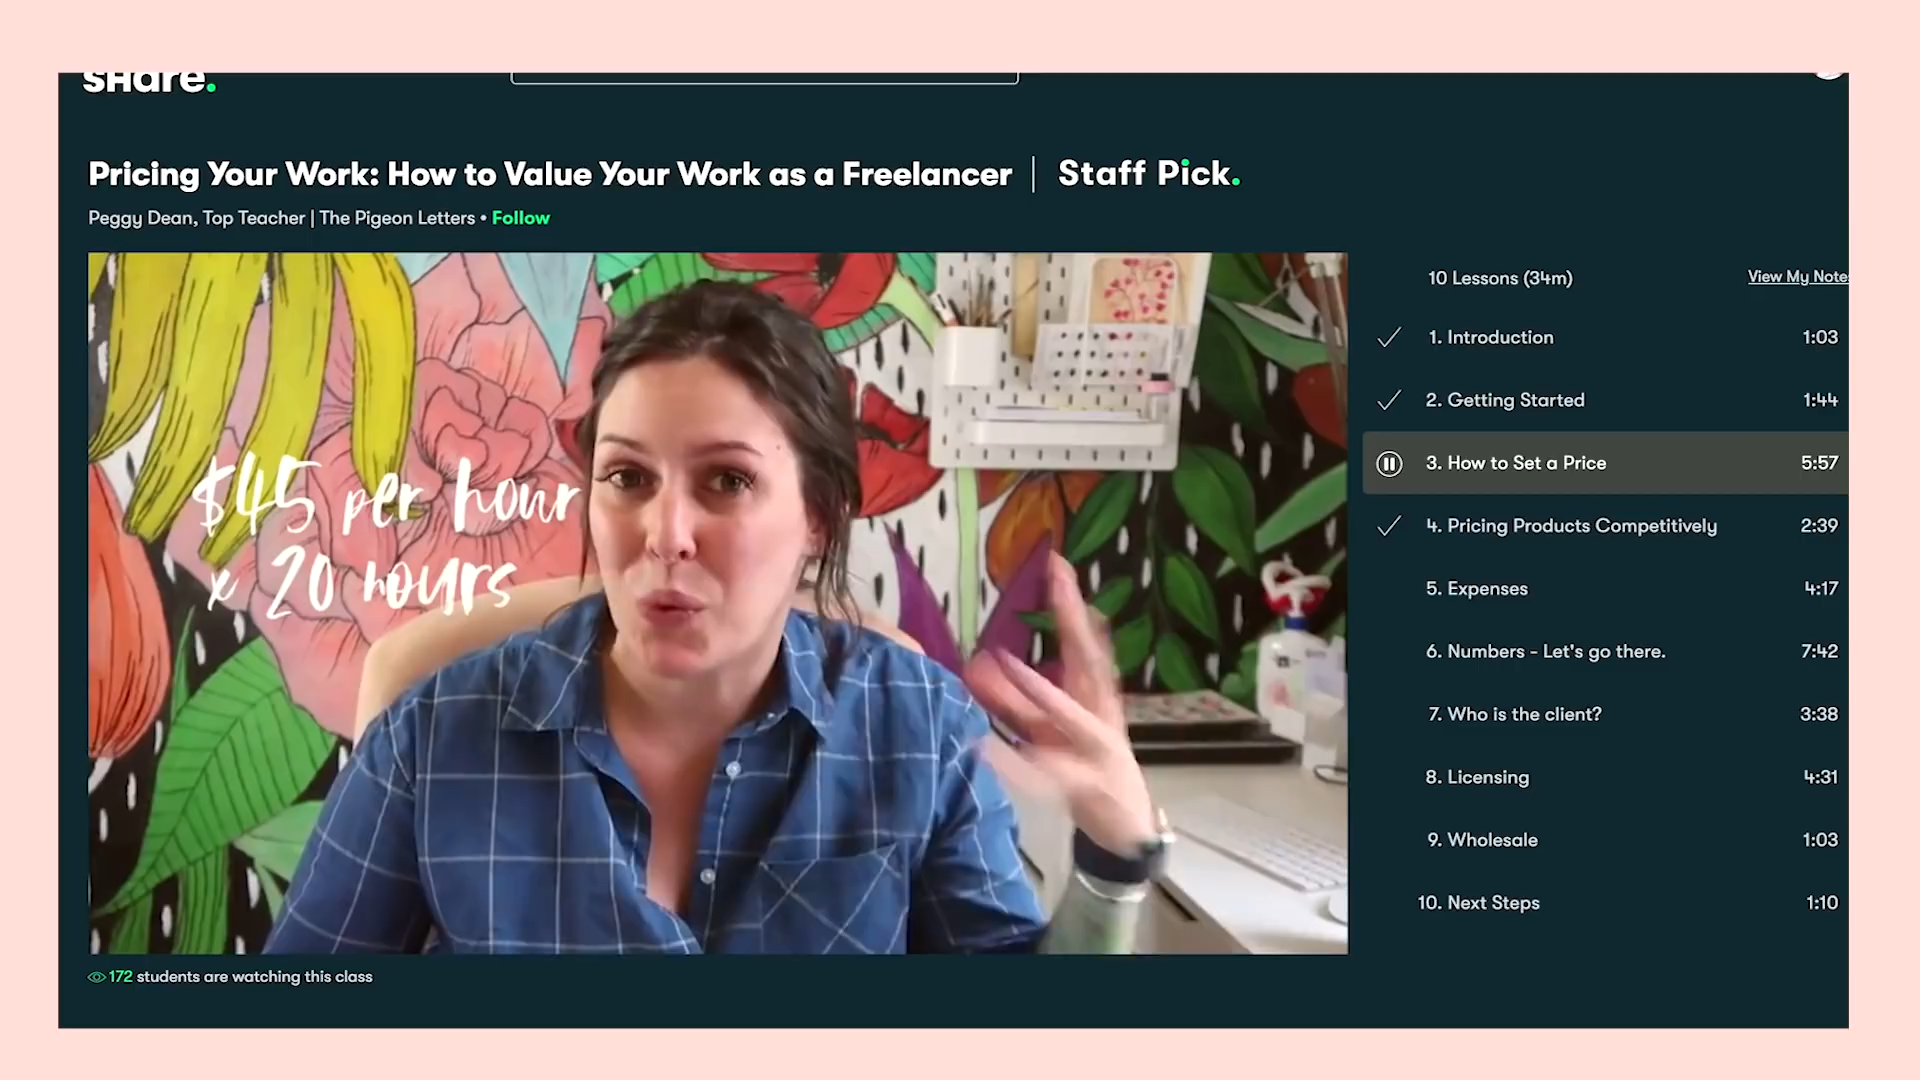 sHare.
Pricing Your Work: How to Value Your Work as a Freelancer | Staff Pick.
Peggy Dean, Top Teacher | The Pigeon Letters • Follow
$45 per hour
x 20 hours
10 Lessons (34m) View My Notes
1. Introduction 1:03
2. Getting Started 1:44
3. How to Set a Price 5:57
4. Pricing Products Competitively 2:39
5. Expenses 4:17
6. Numbers - Let's go there. 7:42
7. Who is the client? 3:38
8. Licensing 4:31
9. Wholesale 1:03
10. Next Steps 1:10
172 students are watching this class